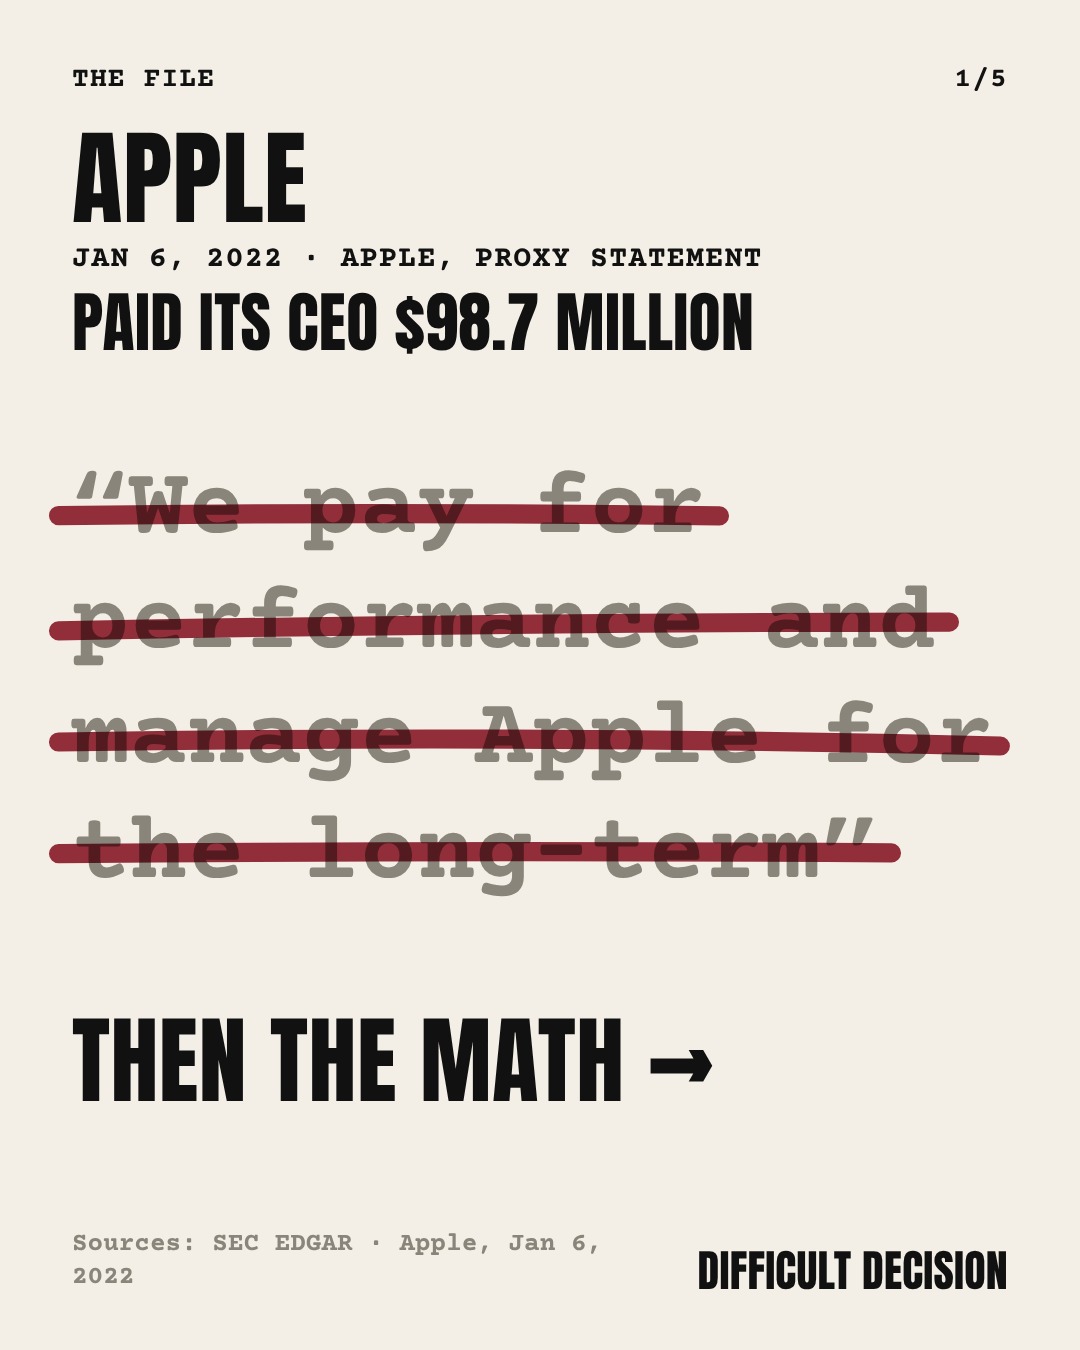 THE FILE
1/5
APPLE
JAN 6, 2022 · APPLE, PROXY STATEMENT
PAID ITS CEO $98.7 MILLION
“We pay for
performance and
manage Apple for
the long-term”
THEN THE MATH →
Sources: SEC EDGAR · Apple, Jan 6,
2022
DIFFICULT DECISION